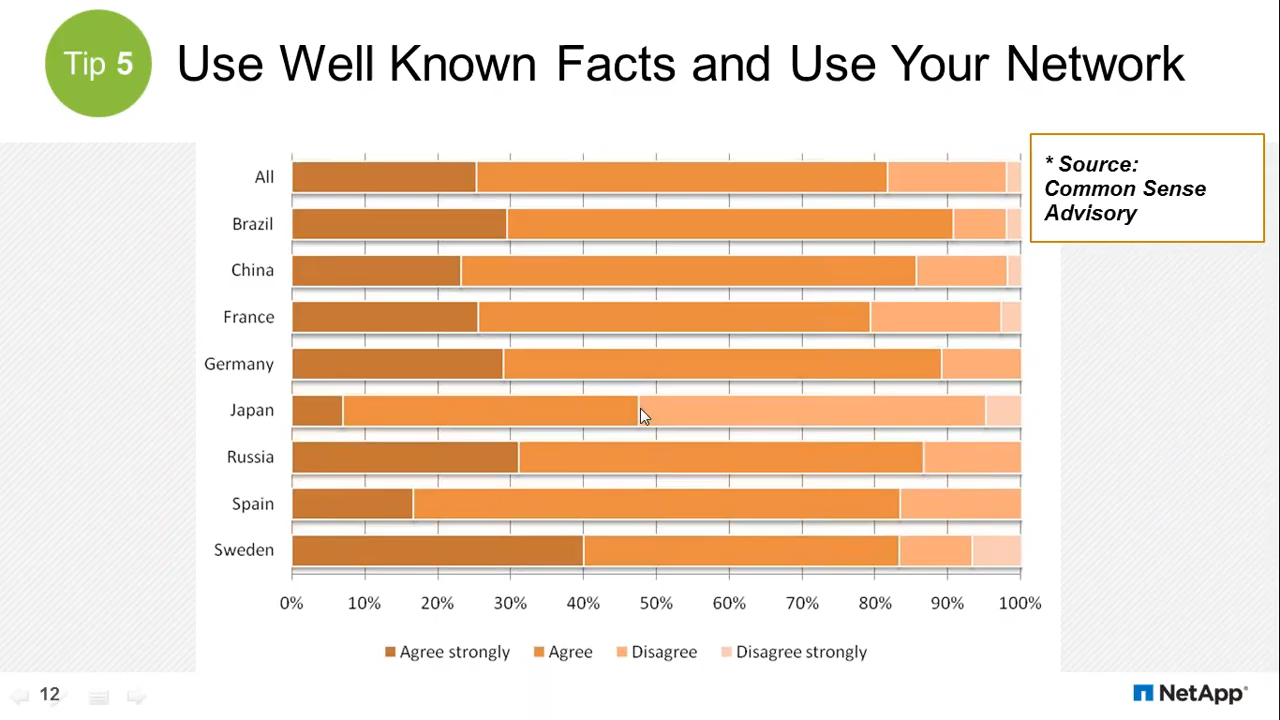 Tip 5
Use Well Known Facts and Use Your Network
* Source:
Common Sense
Advisory
All
Brazil
China
France
Germany
Japan
Russia
Spain
Sweden
0% 10% 20% 30% 40% 50% 60% 70% 80% 90% 100%
Agree strongly Agree Disagree Disagree strongly
12
NetApp®